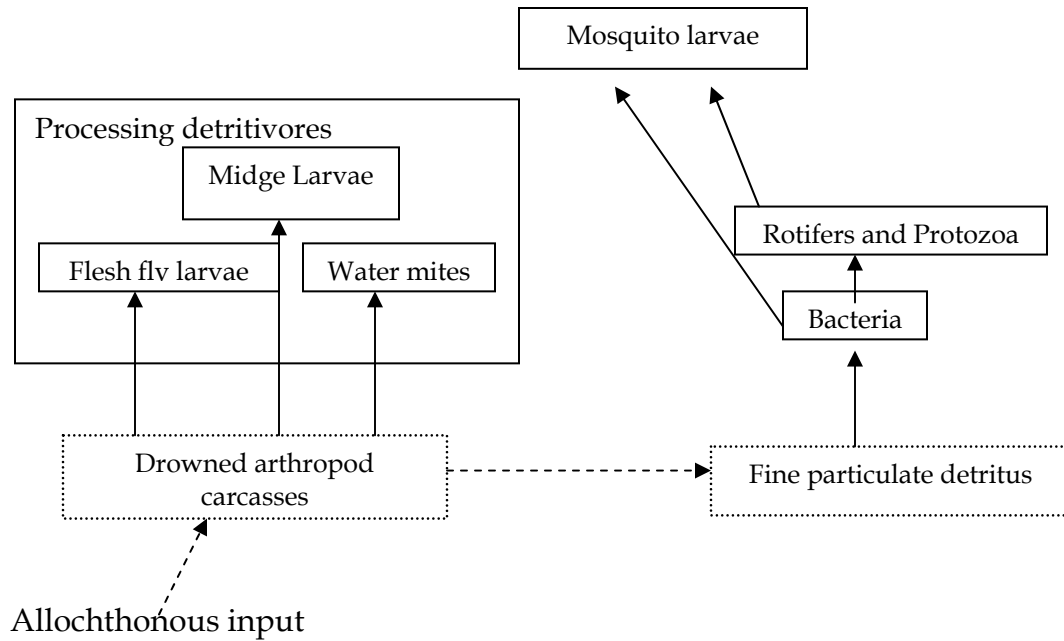 Mosquito larvae
Processing detritivores
Midge Larvae
Rotifers and Protozoa
Flesh flv larvae
Water mites
Bacteria
Drowned arthropod
carcasses
Fine particulate detritus
Allochthonous input